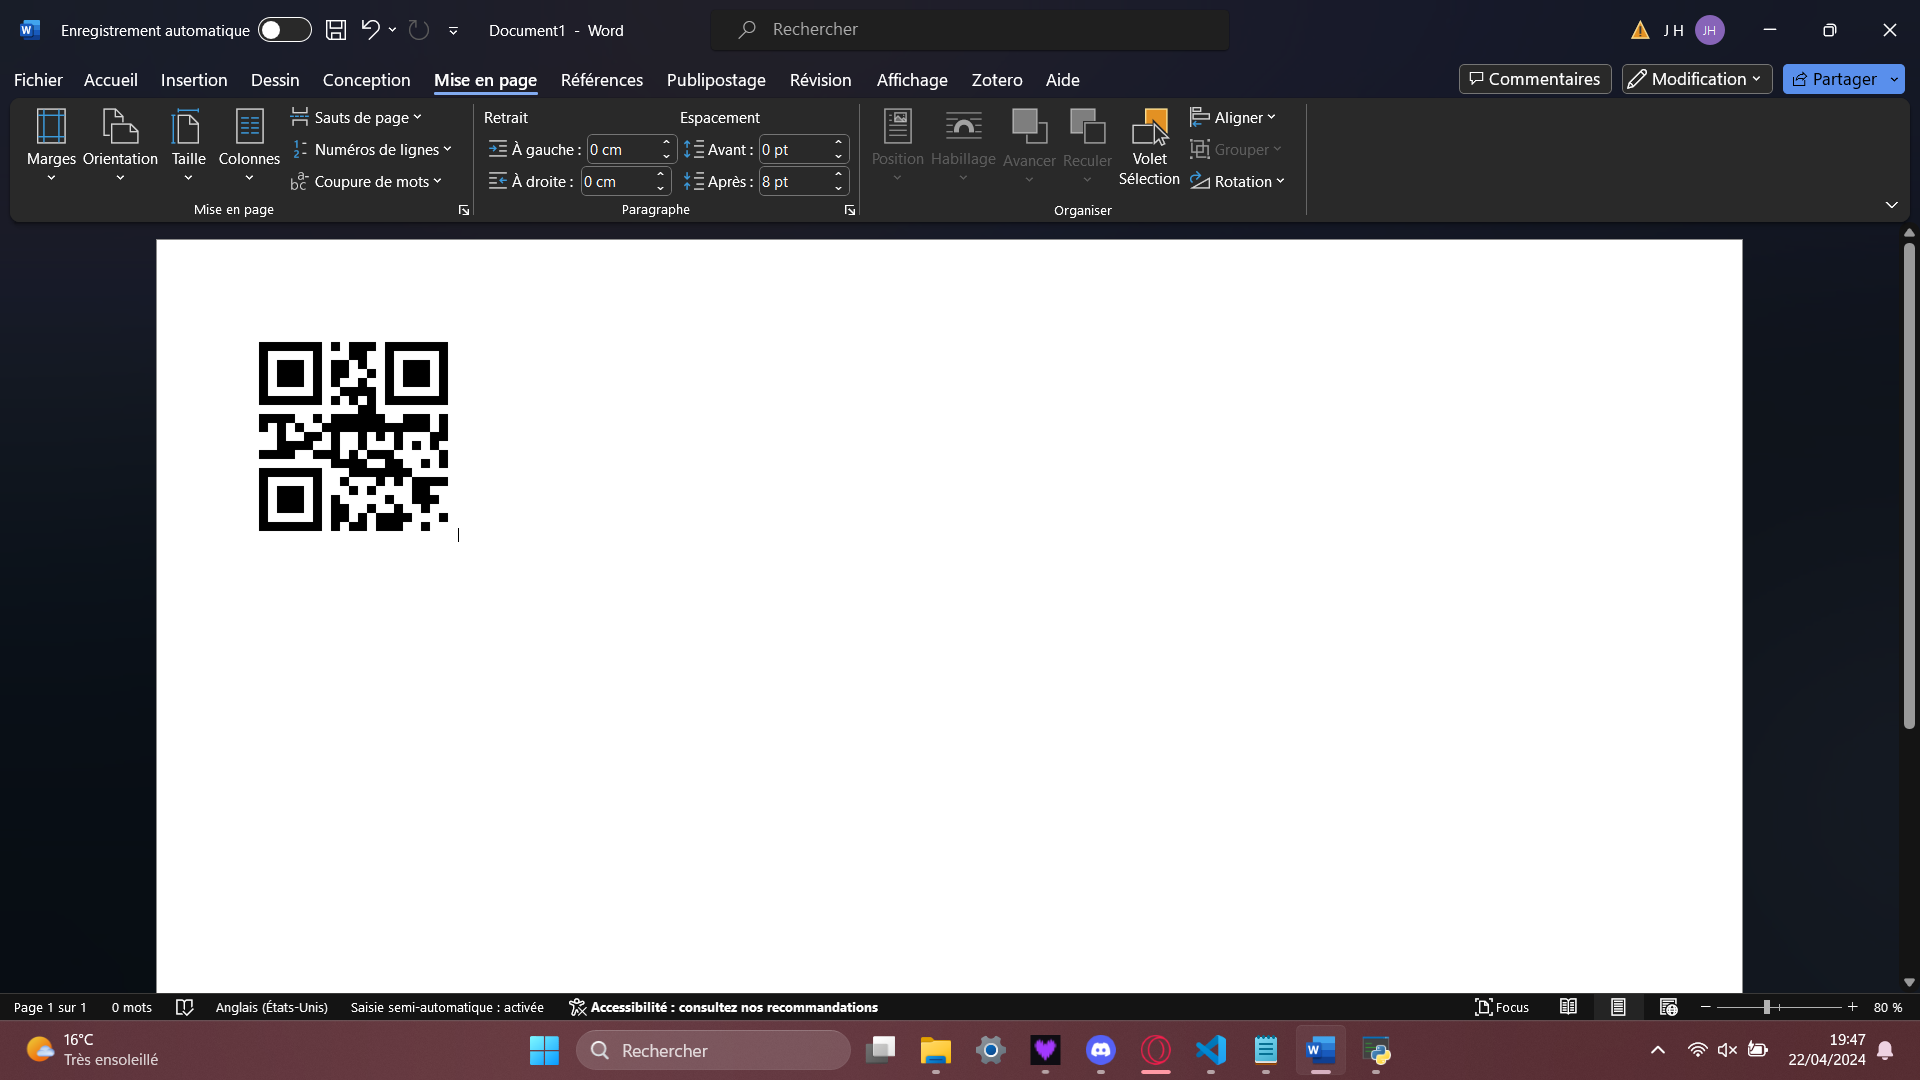 Enregistrement automatique
Document1 - Word
Rechercher
J H
JH
Fichier Accueil Insertion Dessin Conception Mise en page Références Publipostage Révision Affichage Zotero Aide
Commentaires Modification Partager
Marges Orientation Taille Colonnes
Sauts de page
Numéros de lignes
Coupure de mots
Mise en page
Retrait Espacement
À gauche : 0 cm Avant : 0 pt
À droite : 0 cm Après : 8 pt
Paragraphe
Position Habillage Avancer Reculer Volet Sélection
Aligner
Grouper
Rotation
Organiser
Page 1 sur 1 0 mots Anglais (États-Unis) Saisie semi-automatique : activée Accessibilité : consultez nos recommandations Focus 80 %
16°C
Très ensoleillé
Rechercher
19:47
22/04/2024